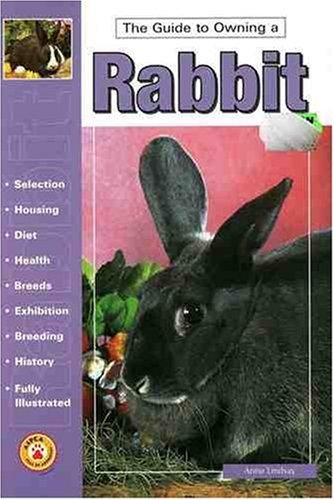 The Guide to Owning a
Rabbit
• Selection
• Housing
• Diet
• Health
• Breeds
• Exhibition
• Breeding
• History
• Fully
Illustrated
Anne Lindsay